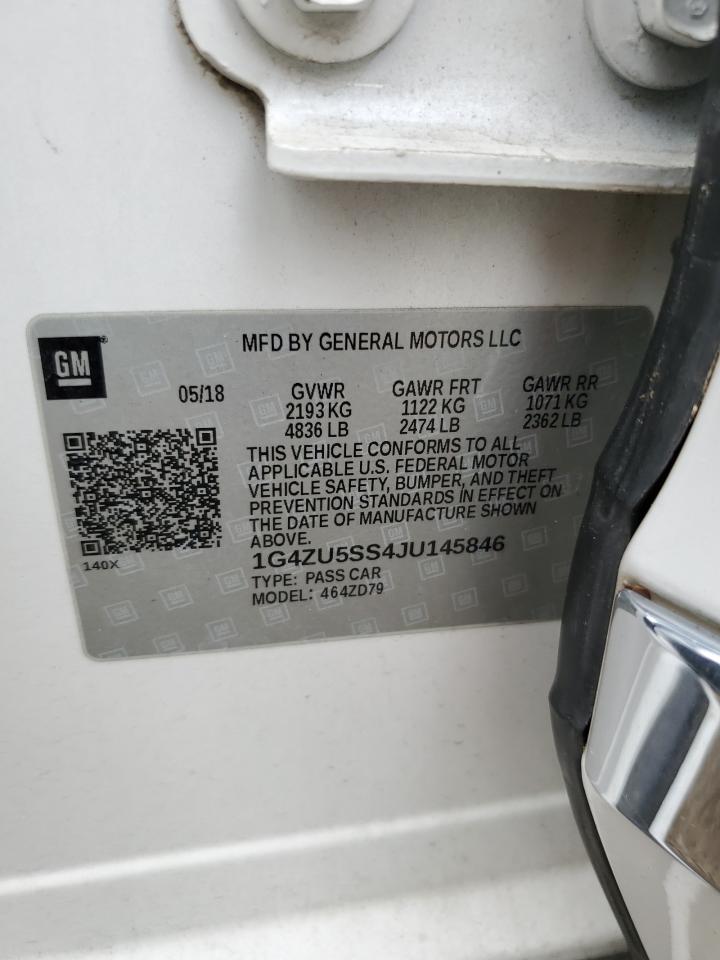 GM
MFD BY GENERAL MOTORS LLC
05/18 GVWR GAWR FRT GAWR RR
2193 KG 1122 KG 1071 KG
4836 LB 2474 LB 2362 LB
THIS VEHICLE CONFORMS TO ALL
APPLICABLE U.S. FEDERAL MOTOR
VEHICLE SAFETY, BUMPER, AND THEFT
PREVENTION STANDARDS IN EFFECT ON
THE DATE OF MANUFACTURE SHOWN
ABOVE.
140X
1G4ZU5SS4JU145846
TYPE: PASS CAR
MODEL: 464ZD79